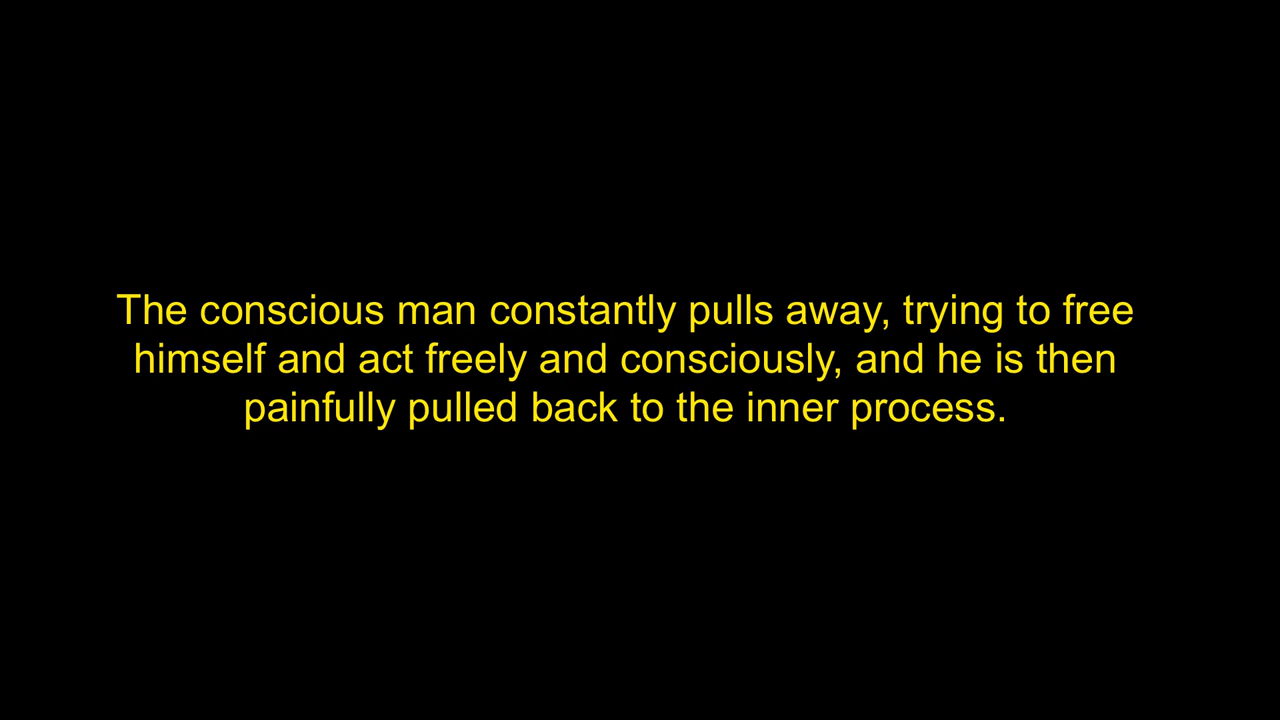 The conscious man constantly pulls away, trying to free
himself and act freely and consciously, and he is then
painfully pulled back to the inner process.